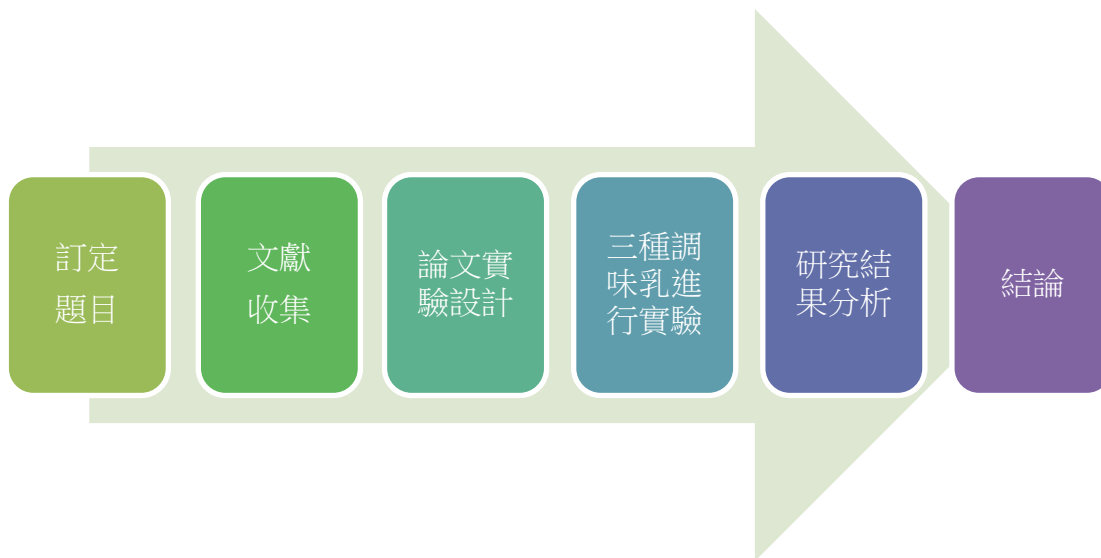 訂定
題目
文獻
收集
論文實
驗設計
三種調
味乳進
行實驗
研究結
果分析
結論